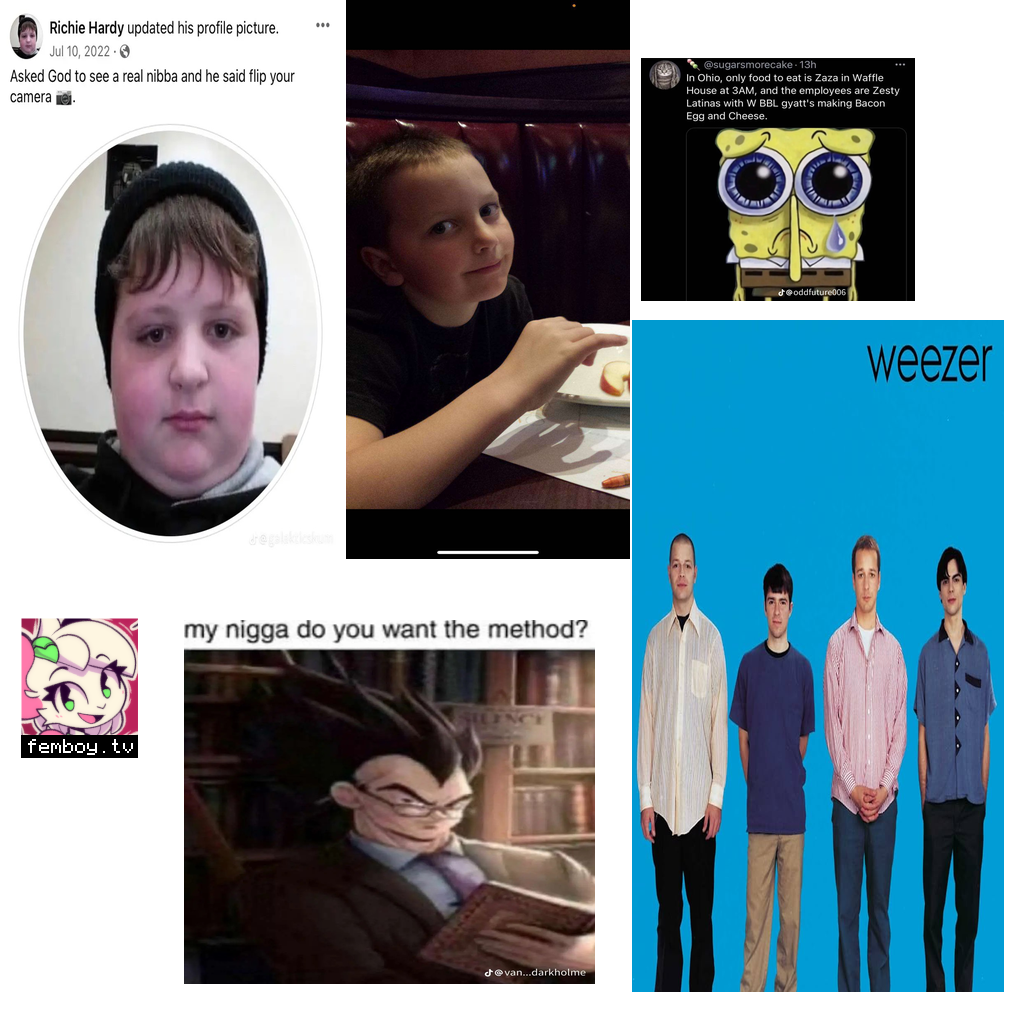 Richie Hardy updated his profile picture.
Jul 10, 2022 ·
Asked God to see a real nibba and he said flip your
camera 📷.
@sugarsmorecake · 13h
In Ohio, only food to eat is Zaza in Waffle
House at 3AM, and the employees are Zesty
Latinas with W BBL gyatt's making Bacon
Egg and Cheese.
@oddfuture006
weezer
femboy.tv
my nigga do you want the method?
SILENCE
@van...darkholme